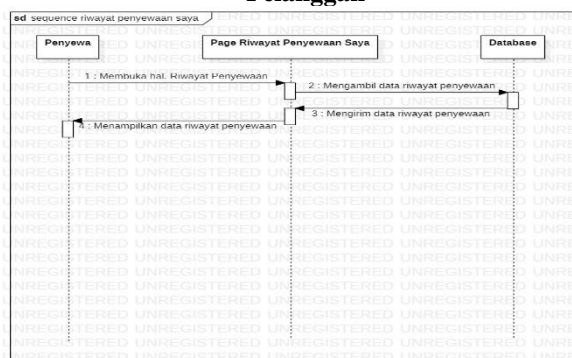 Pelanggan
sd sequence riwayat penyewaan saya
Penyewa
Page Riwayat Penyewaan Saya
Database
1 : Membuka hal. Riwayat Penyewaan
2 : Mengambil data riwayat penyewaan
3 : Mengirim data riwayat penyewaan
4 : Menampilkan data riwayat penyewaan